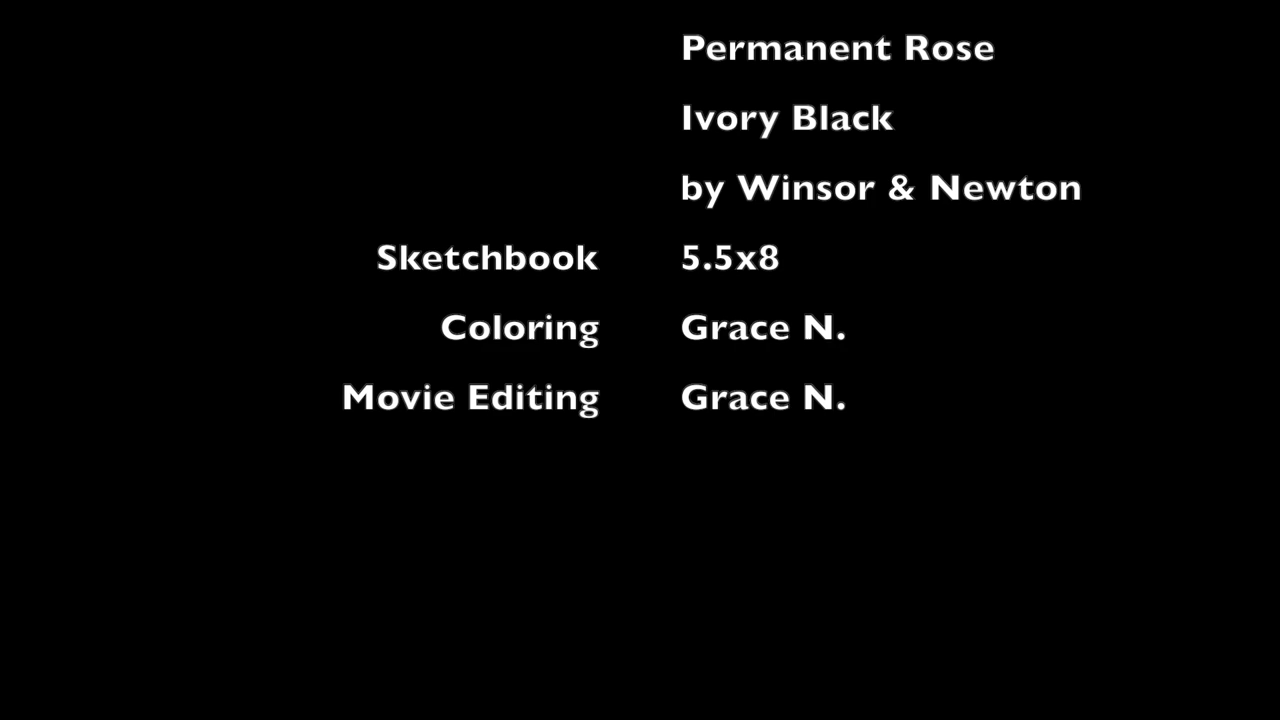 Permanent Rose
Ivory Black
by Winsor & Newton
Sketchbook 5.5x8
Coloring Grace N.
Movie Editing Grace N.